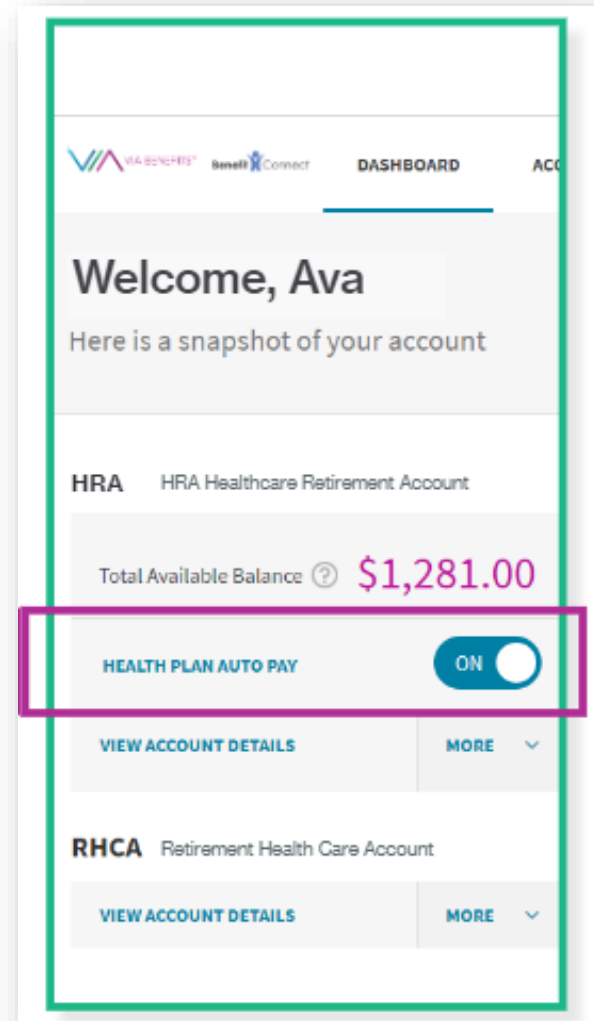 VIA BENEFITS Benefit Connect DASHBOARD ACC
Welcome, Ava
Here is a snapshot of your account
HRA HRA Healthcare Retirement Account
Total Available Balance ? $1,281.00
HEALTH PLAN AUTO PAY ON
VIEW ACCOUNT DETAILS MORE
RHCA Retirement Health Care Account
VIEW ACCOUNT DETAILS MORE